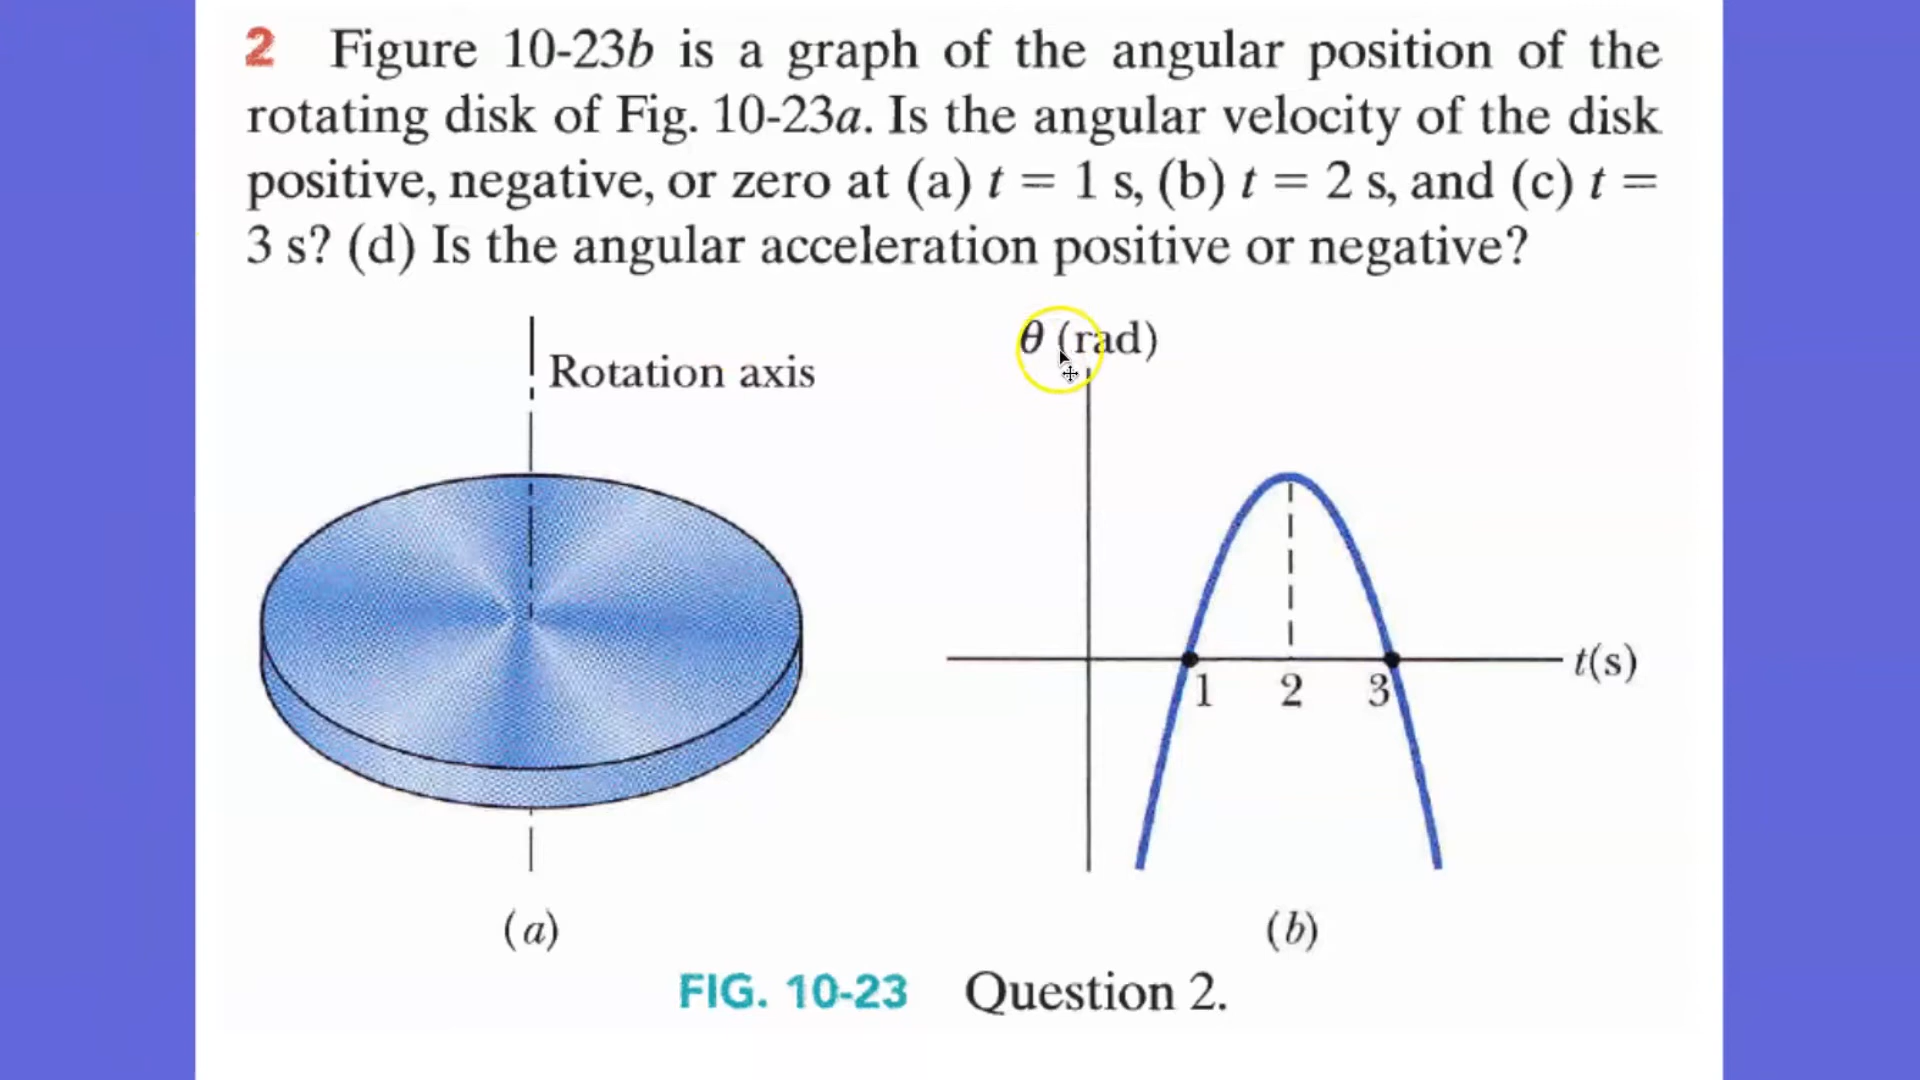 2 Figure 10-23b is a graph of the angular position of the
rotating disk of Fig. 10-23a. Is the angular velocity of the disk
positive, negative, or zero at (a) t = 1 s, (b) t = 2 s, and (c) t =
3 s? (d) Is the angular acceleration positive or negative?
Rotation axis
θ (rad)
t(s)
1 2 3
(a)
(b)
FIG. 10-23 Question 2.